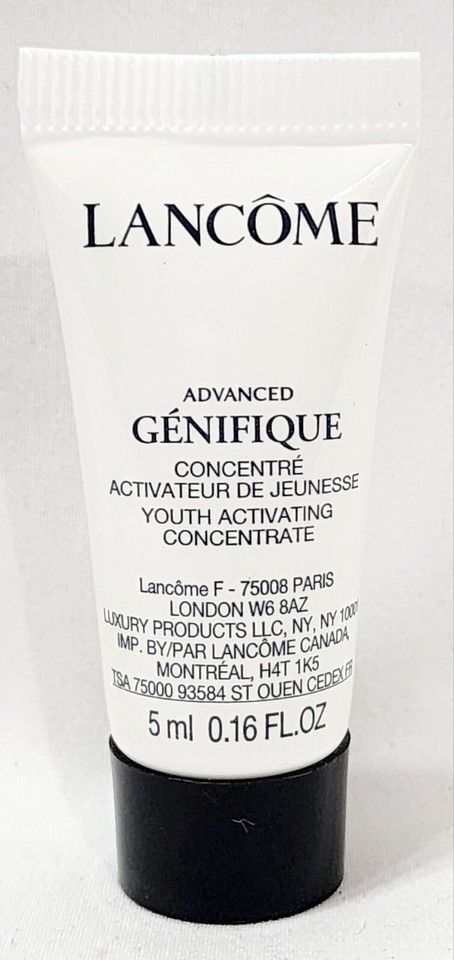 LANCÔME
ADVANCED
GÉNIFIQUE
CONCENTRÉ
ACTIVATEUR DE JEUNESSE
YOUTH ACTIVATING
CONCENTRATE
Lancôme F - 75008 PARIS
LONDON W6 8AZ
LUXURY PRODUCTS LLC, NY, NY 10001
IMP. BY/PAR LANCÔME CANADA,
MONTRÉAL, H4T 1K5
TSA 75000 93584 ST OUEN CEDEX FR
5 ml 0.16 FL.OZ